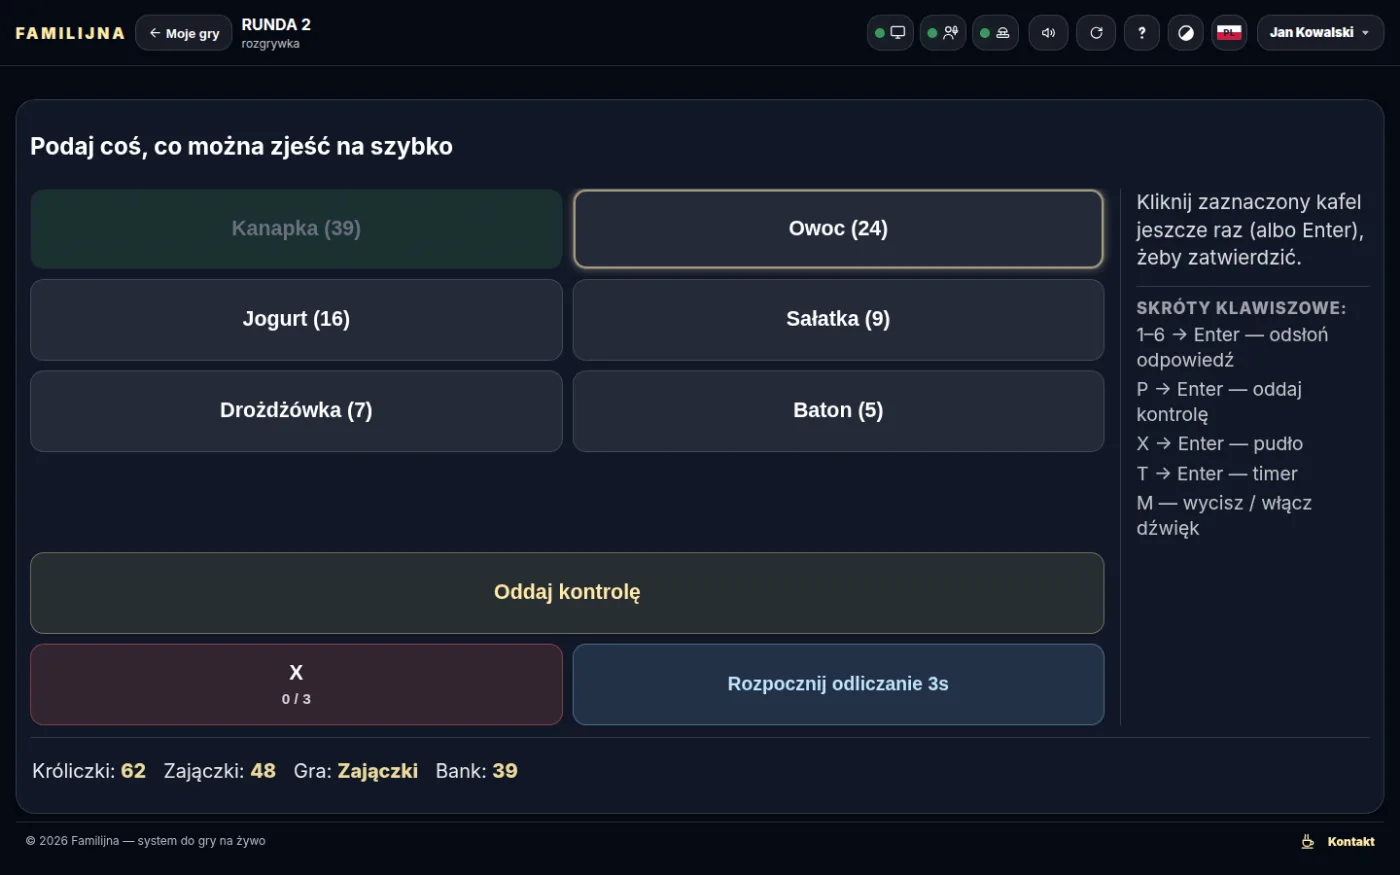 FAMILIJNA
← Moje gry
RUNDA 2
rozgrywka
?
PL
Jan Kowalski
Podaj coś, co można zjeść na szybko
Kanapka (39)
Owoc (24)
Jogurt (16)
Sałatka (9)
Drożdżówka (7)
Baton (5)
Oddaj kontrolę
X
0 / 3
Rozpocznij odliczanie 3s
Kliknij zaznaczony kafel
jeszcze raz (albo Enter),
żeby zatwierdzić.
SKRÓTY KLAWISZOWE:
1–6 → Enter — odsłoń
odpowiedź
P → Enter — oddaj
kontrolę
X → Enter — pudło
T → Enter — timer
M — wycisz / włącz
dźwięk
Króliczki: 62 Zajączki: 48 Gra: Zajączki Bank: 39
© 2026 Familijna — system do gry na żywo
Kontakt